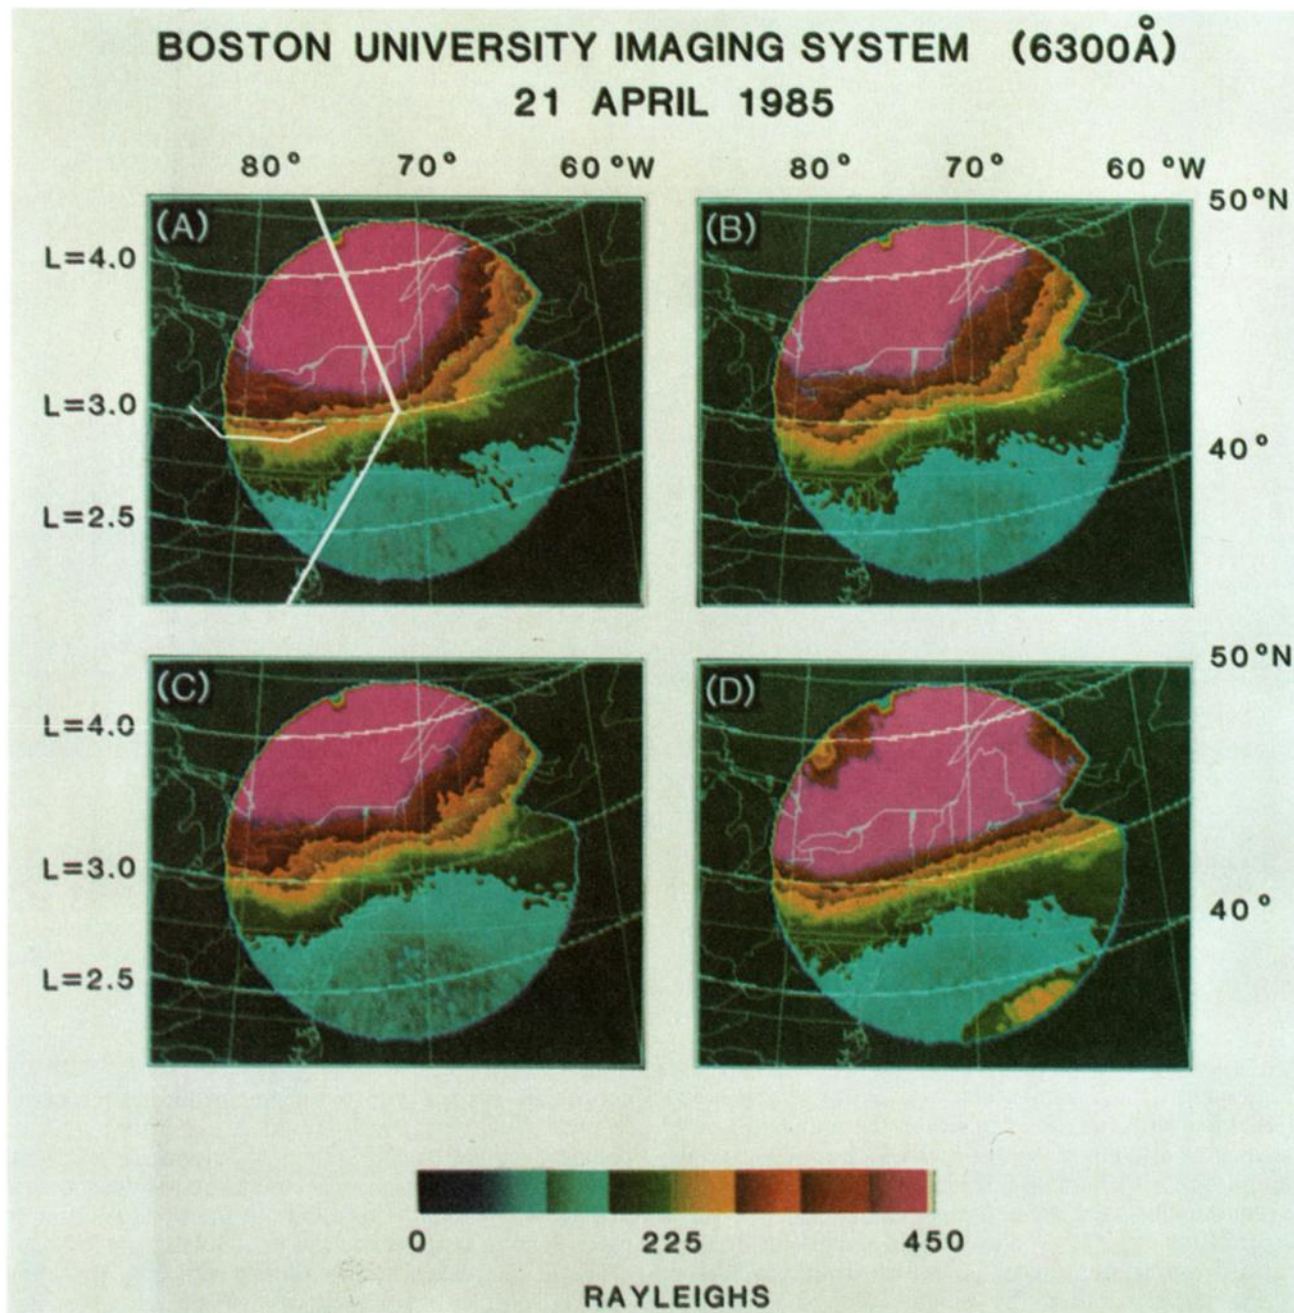 BOSTON UNIVERSITY IMAGING SYSTEM (6300Å)
21 APRIL 1985
80° 70° 60°W 80° 70° 60°W
50°N
(A) (B)
L=4.0
L=3.0
40°
L=2.5
50°N
(C) (D)
L=4.0
L=3.0
40°
L=2.5
0 225 450
RAYLEIGHS